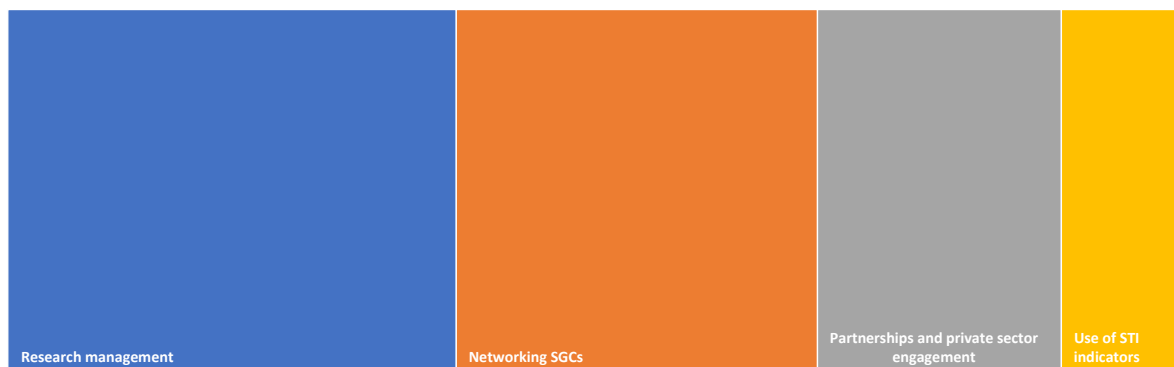 Research management
Networking SGCs
Partnerships and private sector
engagement
Use of STI
indicators